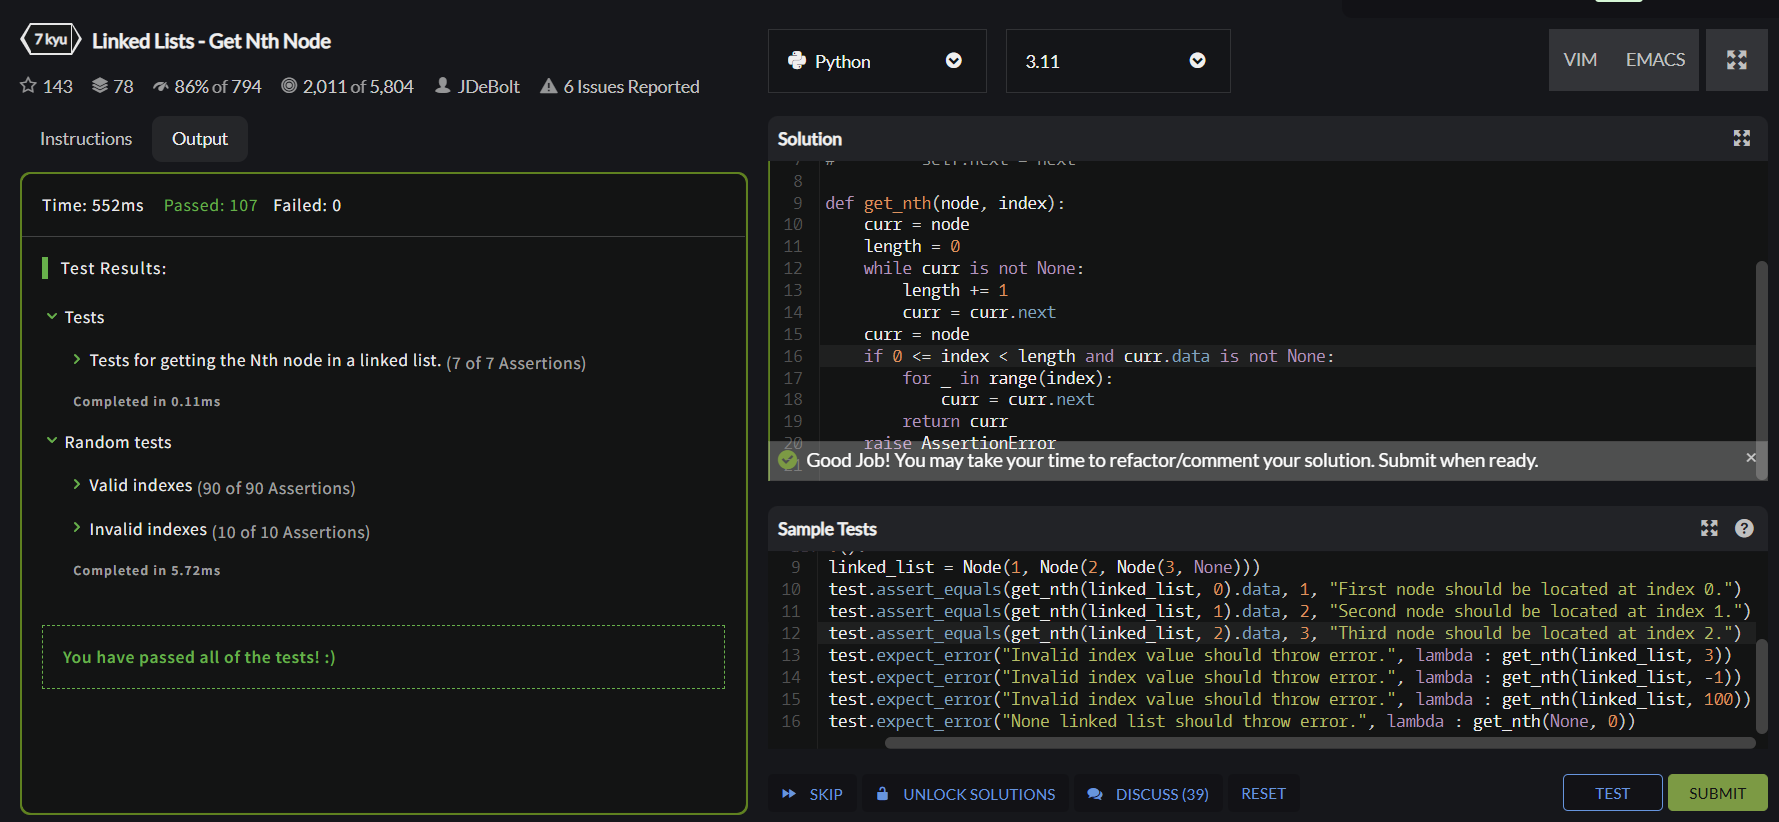 7 kyu Linked Lists - Get Nth Node
143 78 86% of 794 2,011 of 5,804 JDeBolt 6 Issues Reported
Instructions Output
Time: 552ms Passed: 107 Failed: 0
Test Results:
Tests
Tests for getting the Nth node in a linked list. (7 of 7 Assertions)
Completed in 0.11ms
Random tests
Valid indexes (90 of 90 Assertions)
Invalid indexes (10 of 10 Assertions)
Completed in 5.72ms
You have passed all of the tests! :)
Python 3.11 VIM EMACS
Solution
7 # self.next = next
8
9 def get_nth(node, index):
10 curr = node
11 length = 0
12 while curr is not None:
13 length += 1
14 curr = curr.next
15 curr = node
16 if 0 <= index < length and curr.data is not None:
17 for _ in range(index):
18 curr = curr.next
19 return curr
20 raise AssertionError
Good Job! You may take your time to refactor/comment your solution. Submit when ready. ×
Sample Tests ?
9 linked_list = Node(1, Node(2, Node(3, None)))
10 test.assert_equals(get_nth(linked_list, 0).data, 1, "First node should be located at index 0.")
11 test.assert_equals(get_nth(linked_list, 1).data, 2, "Second node should be located at index 1.")
12 test.assert_equals(get_nth(linked_list, 2).data, 3, "Third node should be located at index 2.")
13 test.expect_error("Invalid index value should throw error.", lambda : get_nth(linked_list, 3))
14 test.expect_error("Invalid index value should throw error.", lambda : get_nth(linked_list, -1))
15 test.expect_error("Invalid index value should throw error.", lambda : get_nth(linked_list, 100))
16 test.expect_error("None linked list should throw error.", lambda : get_nth(None, 0))
SKIP UNLOCK SOLUTIONS DISCUSS (39) RESET TEST SUBMIT